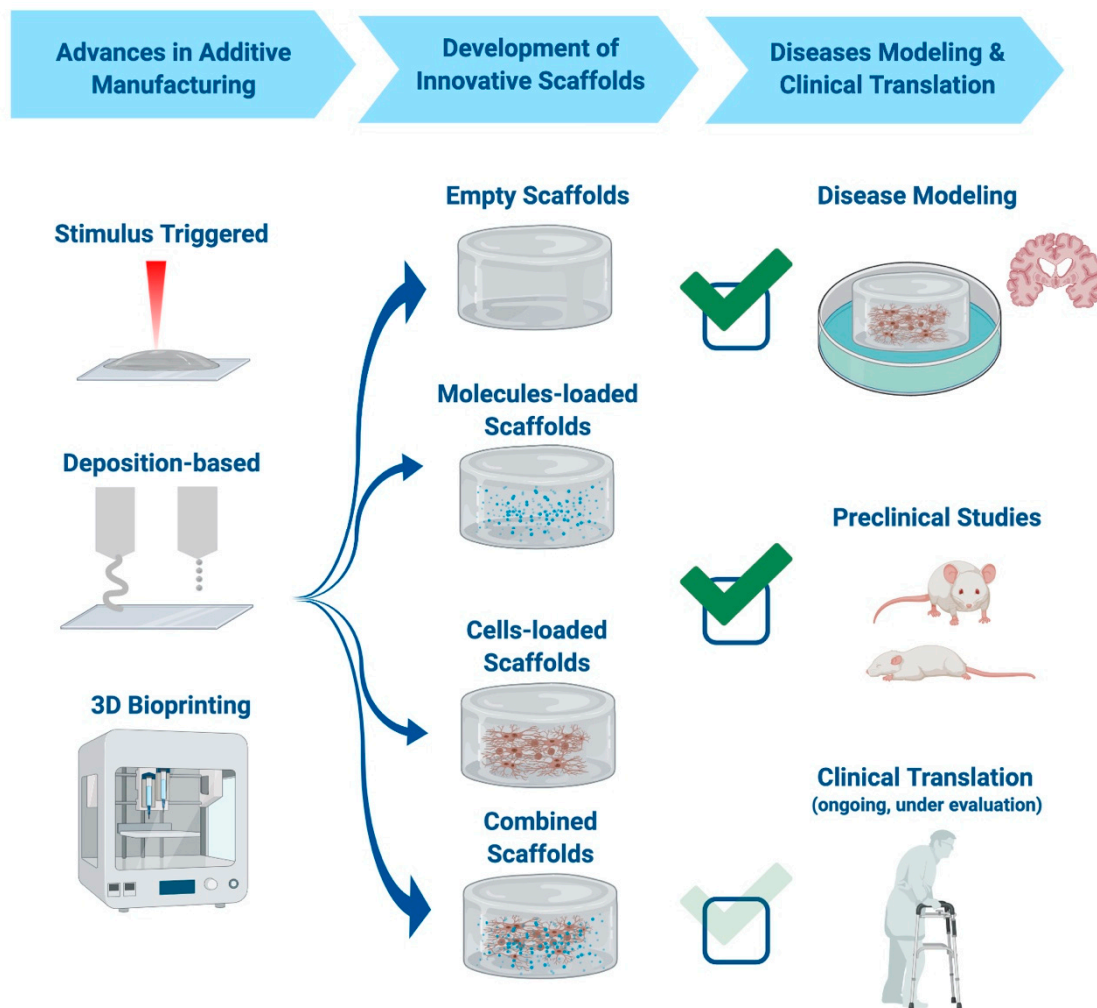 Advances in Additive
Manufacturing
Development of
Innovative Scaffolds
Diseases Modeling &
Clinical Translation
Stimulus Triggered
Deposition-based
3D Bioprinting
Empty Scaffolds
Molecules-loaded
Scaffolds
Cells-loaded
Scaffolds
Combined
Scaffolds
Disease Modeling
Preclinical Studies
Clinical Translation
(ongoing, under evaluation)